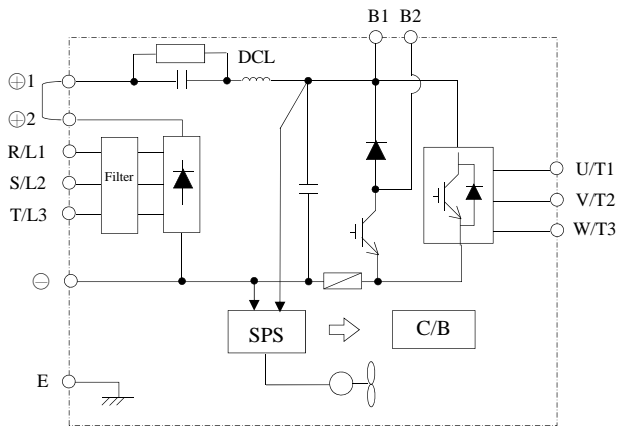 B1 B2
DCL
⊕1
⊕2
R/L1
S/L2
T/L3
Filter
U/T1
V/T2
W/T3
⊖
SPS
C/B
E